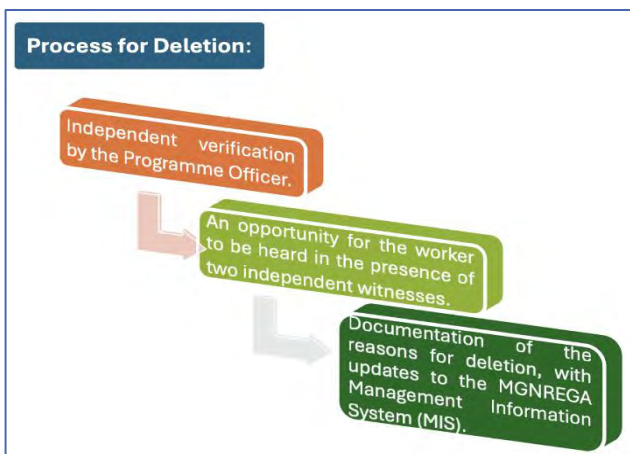 Process for Deletion:
Independent verification
by the Programme Officer.
An opportunity for the worker
to be heard in the presence of
two independent witnesses.
Documentation of the
reasons for deletion, with
updates to the MGNREGA
Management Information
System (MIS).